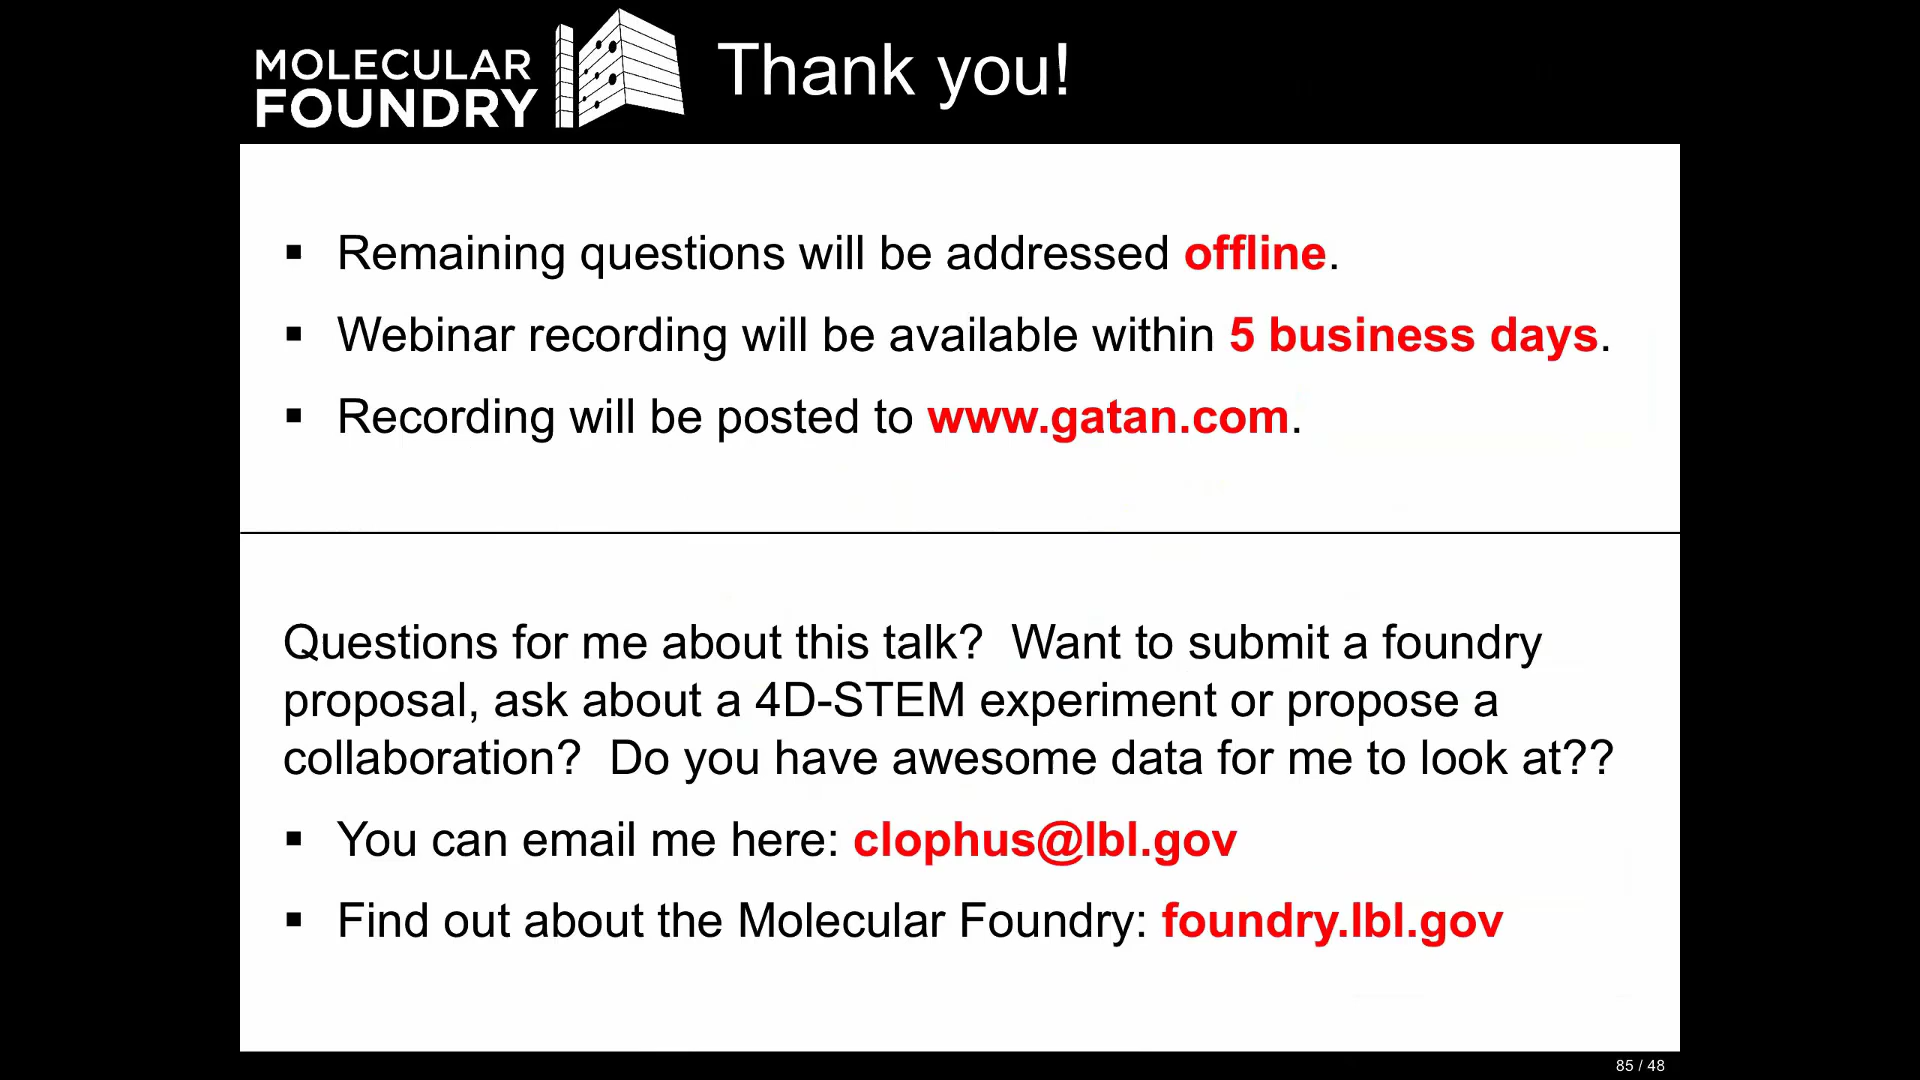 MOLECULAR
FOUNDRY
Thank you!
▪ Remaining questions will be addressed offline.
▪ Webinar recording will be available within 5 business days.
▪ Recording will be posted to www.gatan.com.
Questions for me about this talk?  Want to submit a foundry
proposal, ask about a 4D-STEM experiment or propose a
collaboration?  Do you have awesome data for me to look at??
▪ You can email me here: clophus@lbl.gov
▪ Find out about the Molecular Foundry: foundry.lbl.gov
85 / 48